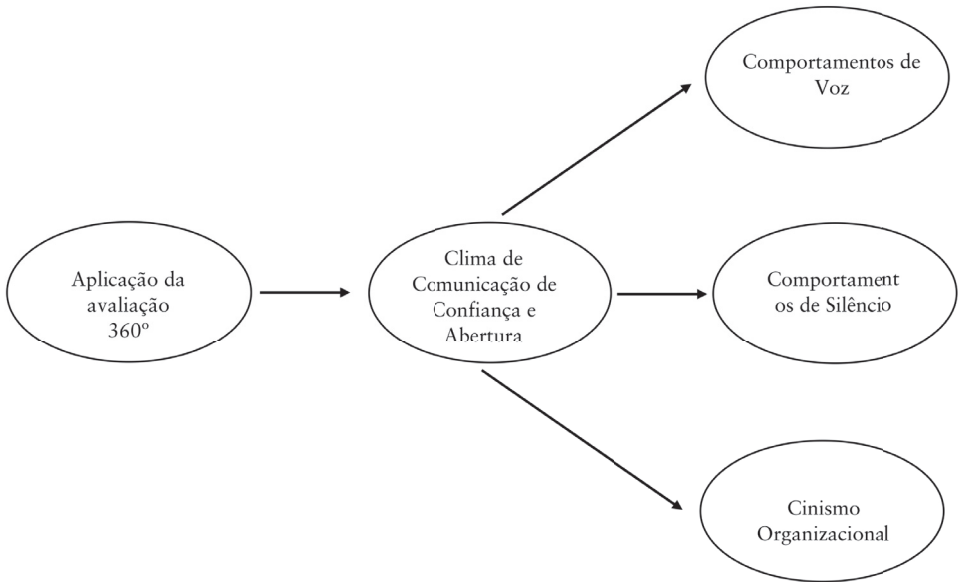 Comportamentos de
Voz
Aplicação da
avaliação
360º
Clima de
Comunicação de
Confiança e
Abertura
Comportament
os de Silêncio
Cinismo
Organizacional